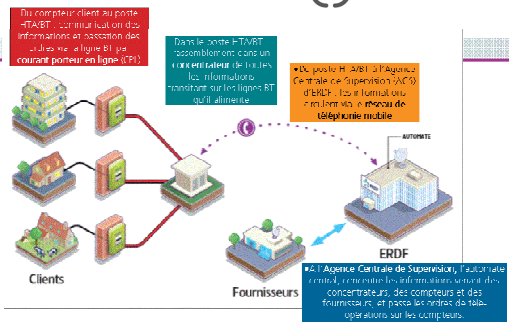 Du compteur client au poste
HTA/BT : communication des
informations et passation des
ordres via la ligne BT par
courant porteur en ligne (CPL)
Dans le poste HTA/BT :
rassemblement dans un
concentrateur de toutes
les informations
transitant sur les lignes BT
qu'il alimente
•Du poste HTA/BT à l'Agence
Centrale de Supervision (ACS)
d'ERDF : les informations
circulent via le réseau de
téléphonie mobile
AUTOMATE
ERDF
Clients
Fournisseurs
•A l'Agence Centrale de Supervision, l'automate
central, concentre les informations venant des
concentrateurs, des compteurs et des
fournisseurs, et passe les ordres de télé-
opérations sur les compteurs.